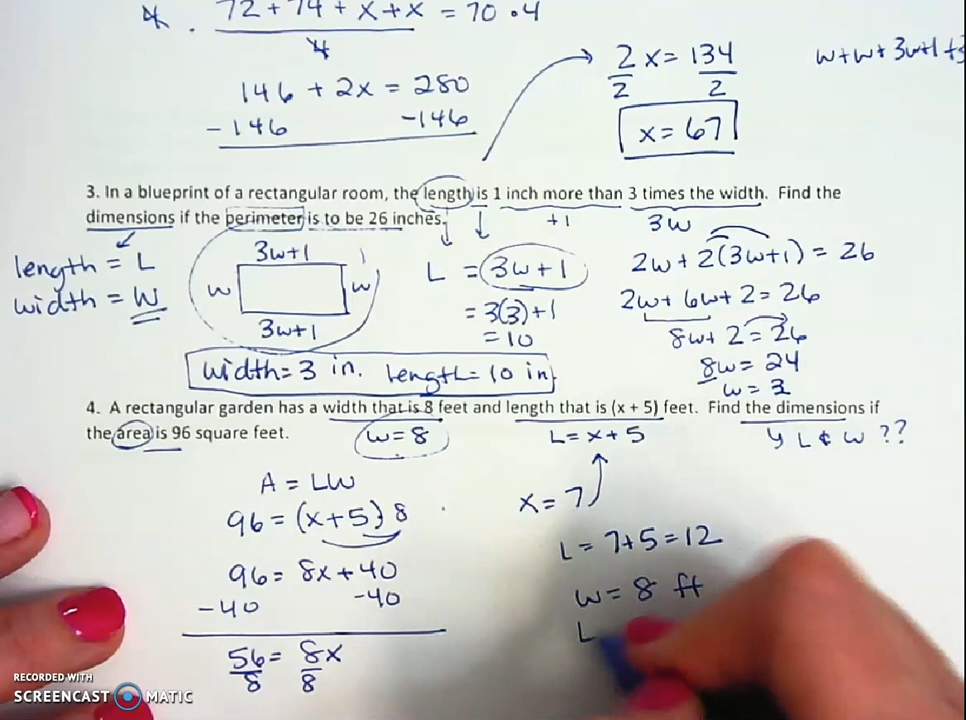 4 . 72 + 74 + x + x = 70 · 4
4
146 + 2x = 280
-146 -146
2x = 134
2 2
x = 67
w+w+3w+1+3
3. In a blueprint of a rectangular room, the length is 1 inch more than 3 times the width. Find the
dimensions if the perimeter is to be 26 inches.
+1 3w
length = L
width = W
3w+1
w w
3w+1
L = 3w+1
= 3(3)+1
= 10
2w + 2(3w+1) = 26
2w + 6w + 2 = 26
8w + 2 = 26
8w = 24
w = 3
width = 3 in. length = 10 in
4. A rectangular garden has a width that is 8 feet and length that is (x + 5) feet. Find the dimensions if
the area is 96 square feet.
w = 8
L = x + 5
L & W ??
A = LW
96 = (x+5)8
96 = 8x + 40
-40 -40
56 = 8x
8 8
x = 7
L = 7+5 = 12
w = 8 ft
L
RECORDED WITH
SCREENCAST MATIC